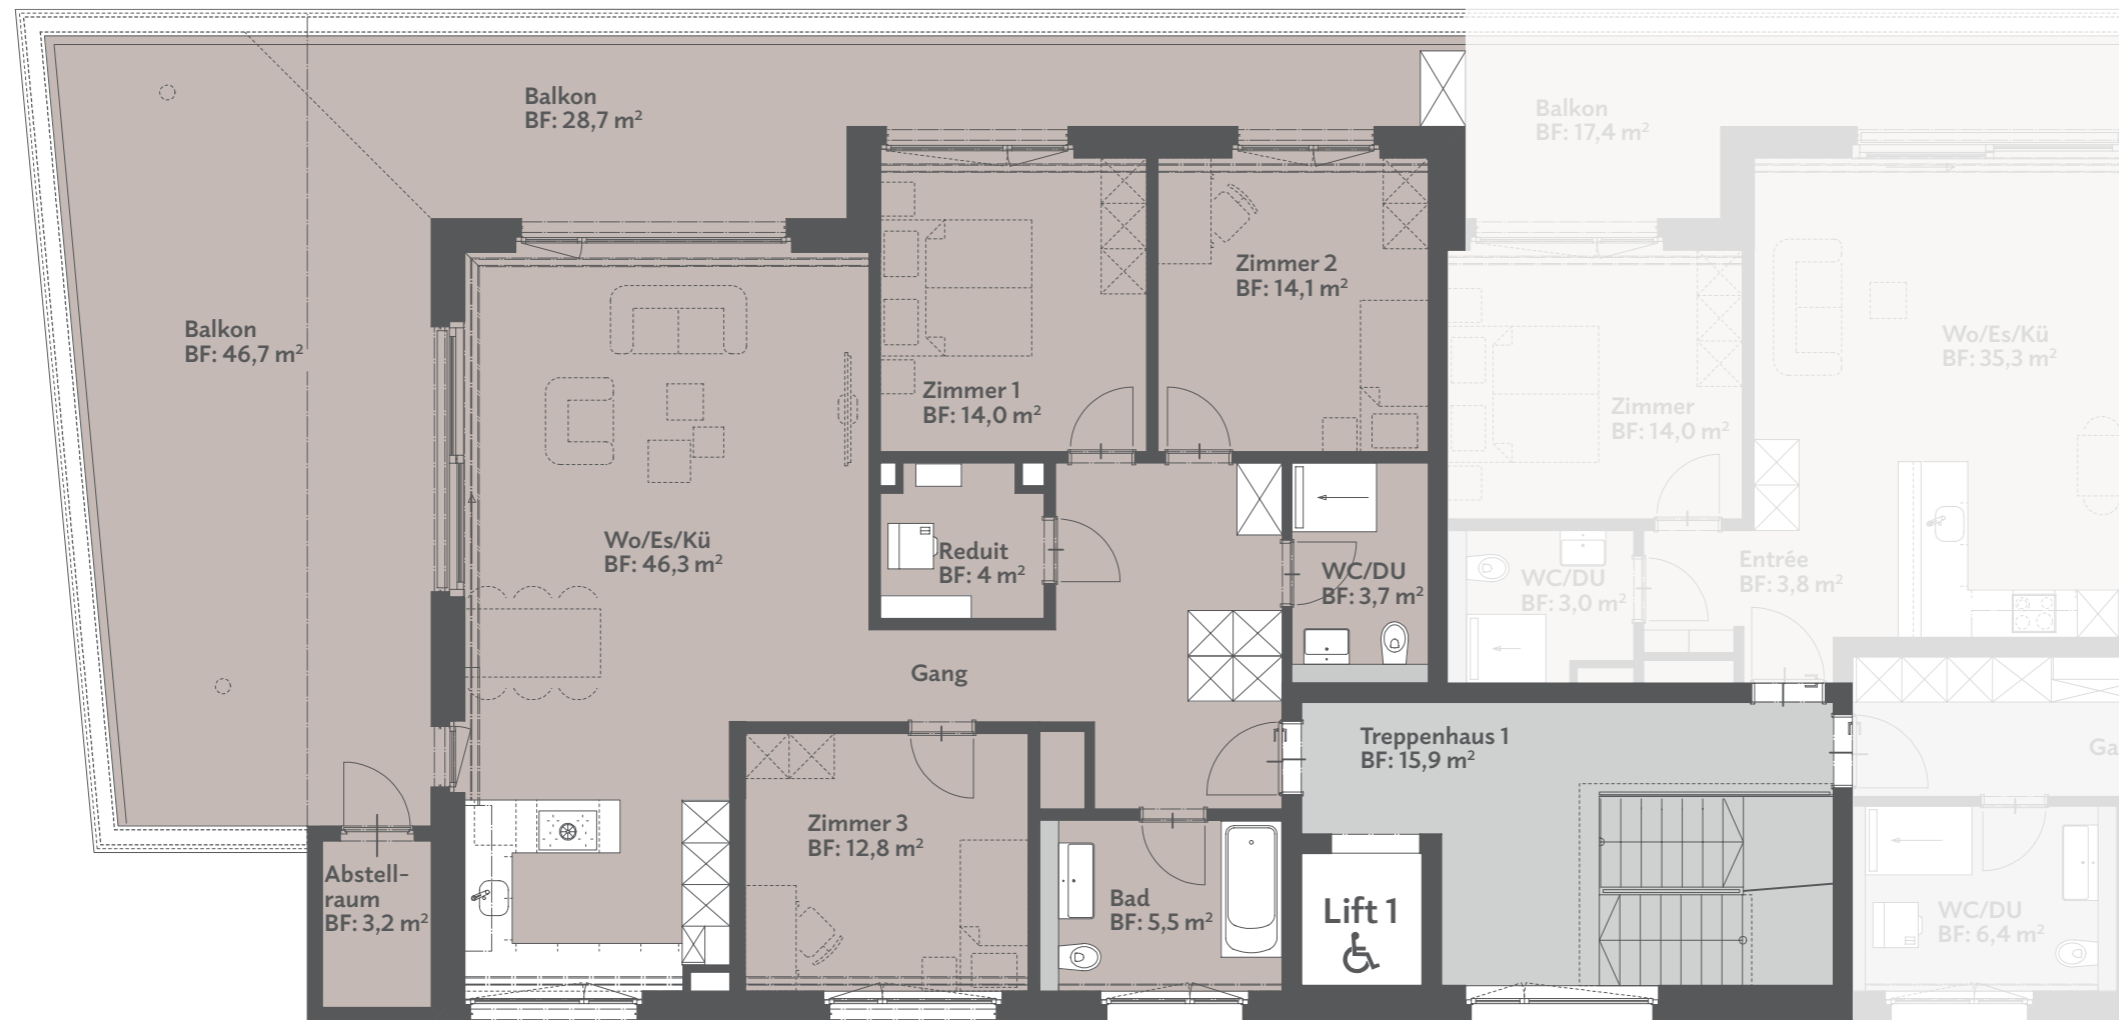 Balkon
BF: 28,7 m²
Balkon
BF: 17,4 m²
Zimmer 2
BF: 14,1 m²
Balkon
BF: 46,7 m²
Wo/Es/Kü
BF: 35,3 m²
Zimmer 1
BF: 14,0 m²
Zimmer
BF: 14,0 m²
Wo/Es/Kü
BF: 46,3 m²
Reduit
BF: 4 m²
WC/DU
BF: 3,7 m²
WC/DU
BF: 3,0 m²
Entrée
BF: 3,8 m²
Gang
Treppenhaus 1
BF: 15,9 m²
Ga
Zimmer 3
BF: 12,8 m²
Abstell-
raum
BF: 3,2 m²
Bad
BF: 5,5 m²
Lift 1
WC/DU
BF: 6,4 m²